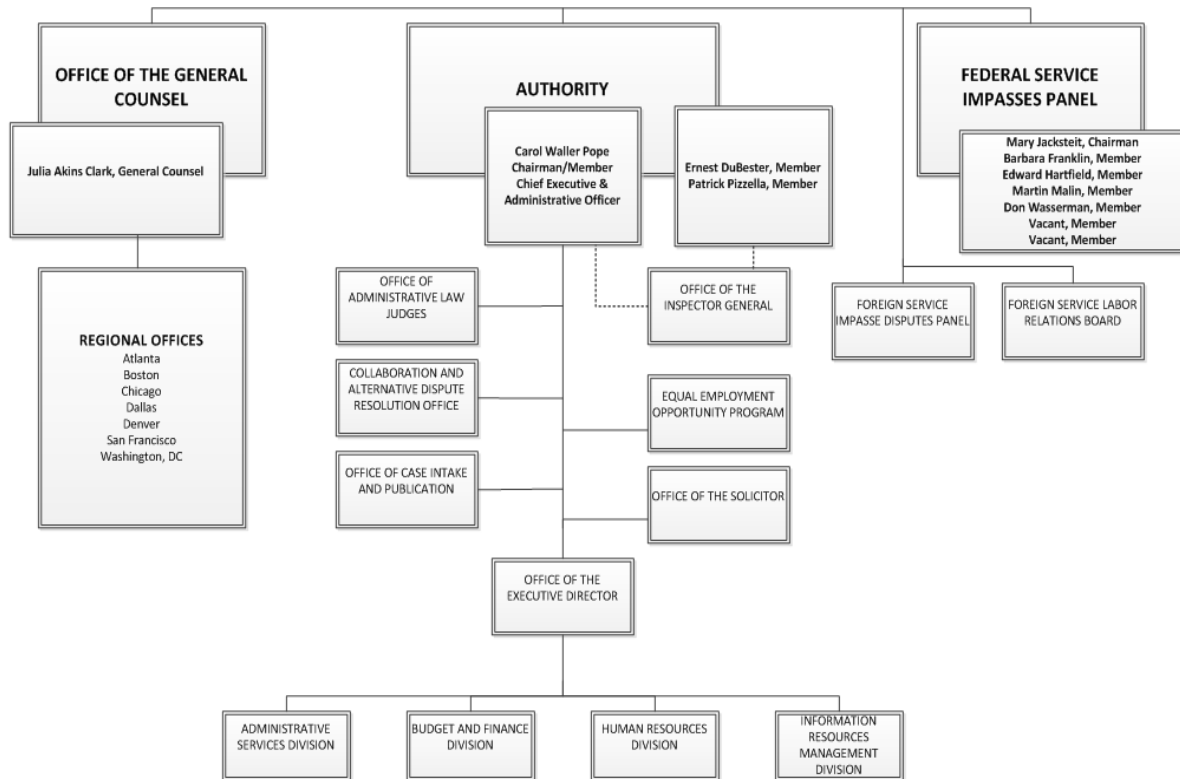 OFFICE OF THE GENERAL
COUNSEL
Julia Akins Clark, General Counsel
REGIONAL OFFICES
Atlanta
Boston
Chicago
Dallas
Denver
San Francisco
Washington, DC
AUTHORITY
Carol Waller Pope
Chairman/Member
Chief Executive &
Administrative Officer
Ernest DuBester, Member
Patrick Pizzella, Member
FEDERAL SERVICE
IMPASSES PANEL
Mary Jacksteit, Chairman
Barbara Franklin, Member
Edward Hartfield, Member
Martin Malin, Member
Don Wasserman, Member
Vacant, Member
Vacant, Member
OFFICE OF
ADMINISTRATIVE LAW
JUDGES
OFFICE OF THE
INSPECTOR GENERAL
FOREIGN SERVICE
IMPASSE DISPUTES PANEL
FOREIGN SERVICE LABOR
RELATIONS BOARD
COLLABORATION AND
ALTERNATIVE DISPUTE
RESOLUTION OFFICE
EQUAL EMPLOYMENT
OPPORTUNITY PROGRAM
OFFICE OF CASE INTAKE
AND PUBLICATION
OFFICE OF THE SOLICITOR
OFFICE OF THE
EXECUTIVE DIRECTOR
ADMINISTRATIVE
SERVICES DIVISION
BUDGET AND FINANCE
DIVISION
HUMAN RESOURCES
DIVISION
INFORMATION
RESOURCES
MANAGEMENT
DIVISION